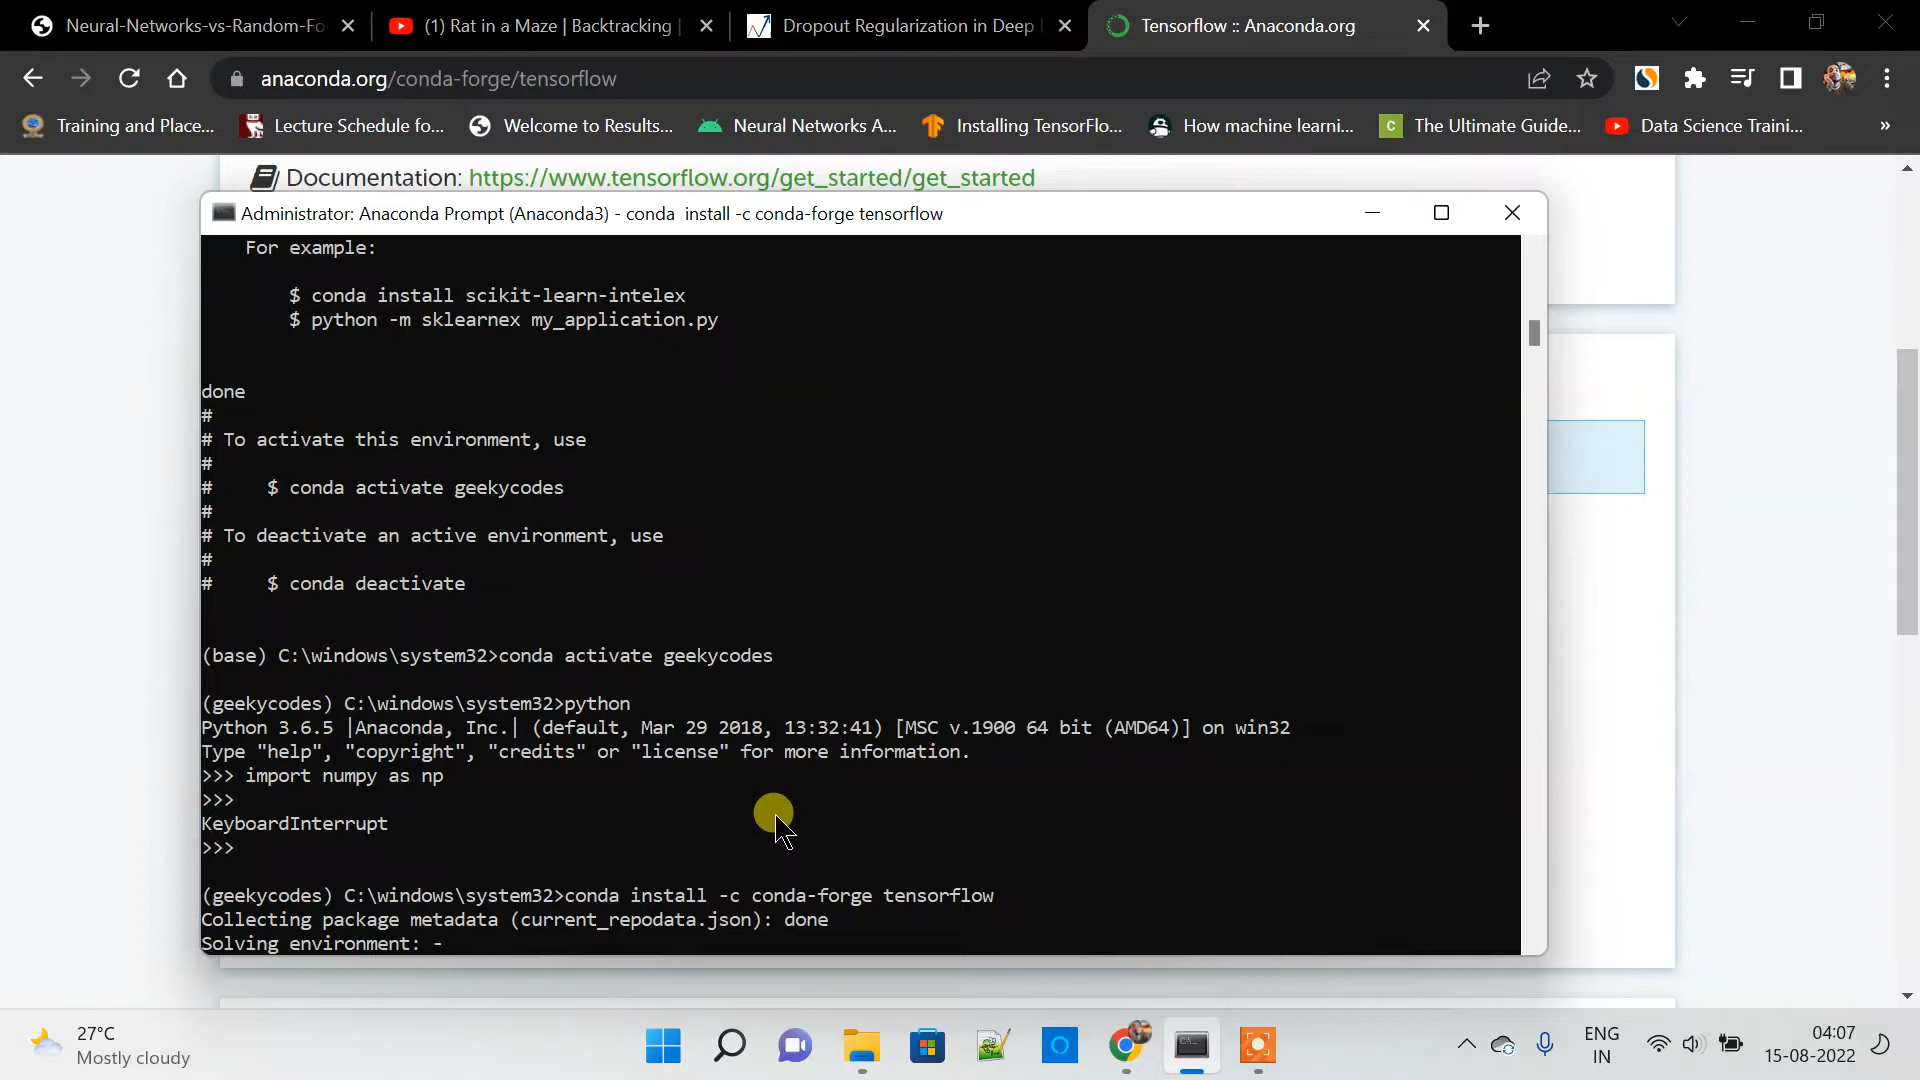 Neural-Networks-vs-Random-Fo
(1) Rat in a Maze | Backtracking |
Dropout Regularization in Deep
Tensorflow :: Anaconda.org
anaconda.org/conda-forge/tensorflow
Training and Place...
Lecture Schedule fo...
Welcome to Results...
Neural Networks A...
Installing TensorFlo...
How machine learni...
C
The Ultimate Guide...
Data Science Traini...
»
Documentation: https://www.tensorflow.org/get_started/get_started
Administrator: Anaconda Prompt (Anaconda3) - conda  install -c conda-forge tensorflow
For example:
$ conda install scikit-learn-intelex
$ python -m sklearnex my_application.py
done
#
# To activate this environment, use
#
#     $ conda activate geekycodes
#
# To deactivate an active environment, use
#
#     $ conda deactivate
(base) C:\windows\system32>conda activate geekycodes
(geekycodes) C:\windows\system32>python
Python 3.6.5 |Anaconda, Inc.| (default, Mar 29 2018, 13:32:41) [MSC v.1900 64 bit (AMD64)] on win32
Type "help", "copyright", "credits" or "license" for more information.
>>> import numpy as np
>>>
KeyboardInterrupt
>>>
(geekycodes) C:\windows\system32>conda install -c conda-forge tensorflow
Collecting package metadata (current_repodata.json): done
Solving environment: -
27°C
Mostly cloudy
ENG
IN
04:07
15-08-2022